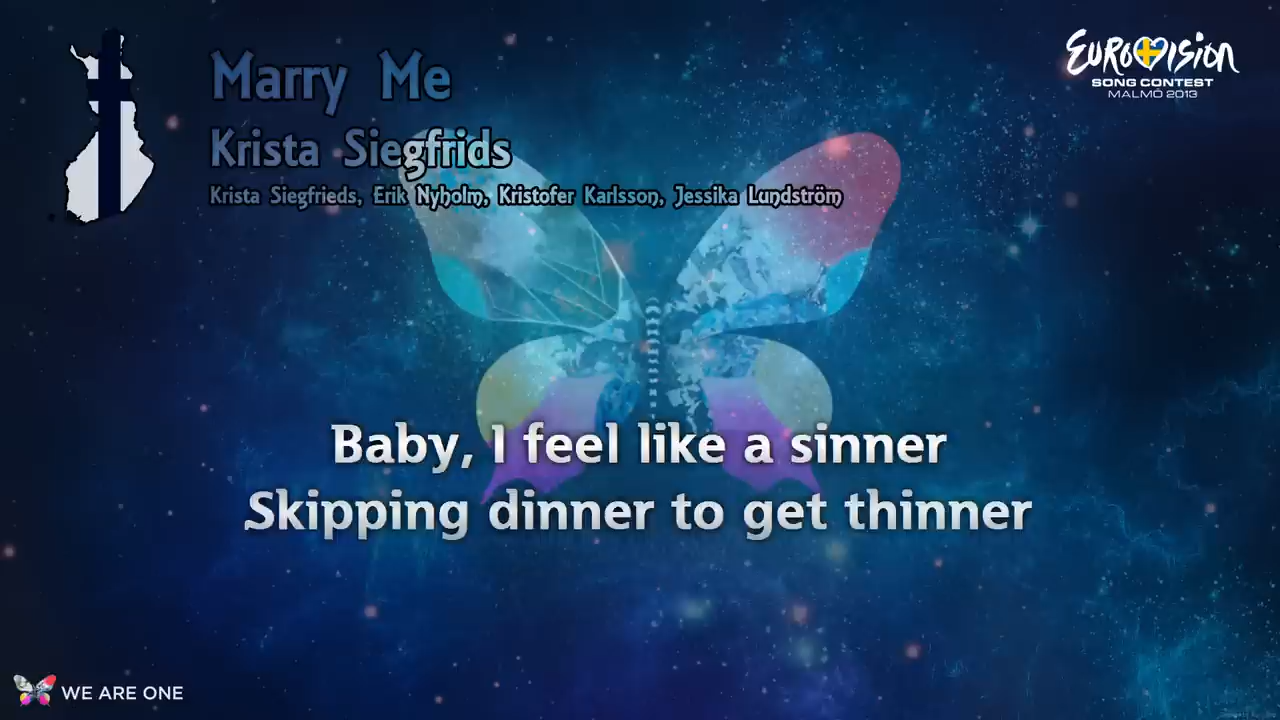 Marry Me
Krista Siegfrids
Krista Siegfrieds, Erik Nyholm, Kristofer Karlsson, Jessika Lundström
EUROVISION
SONG CONTEST
MALMÖ 2013
Baby, I feel like a sinner
Skipping dinner to get thinner
WE ARE ONE